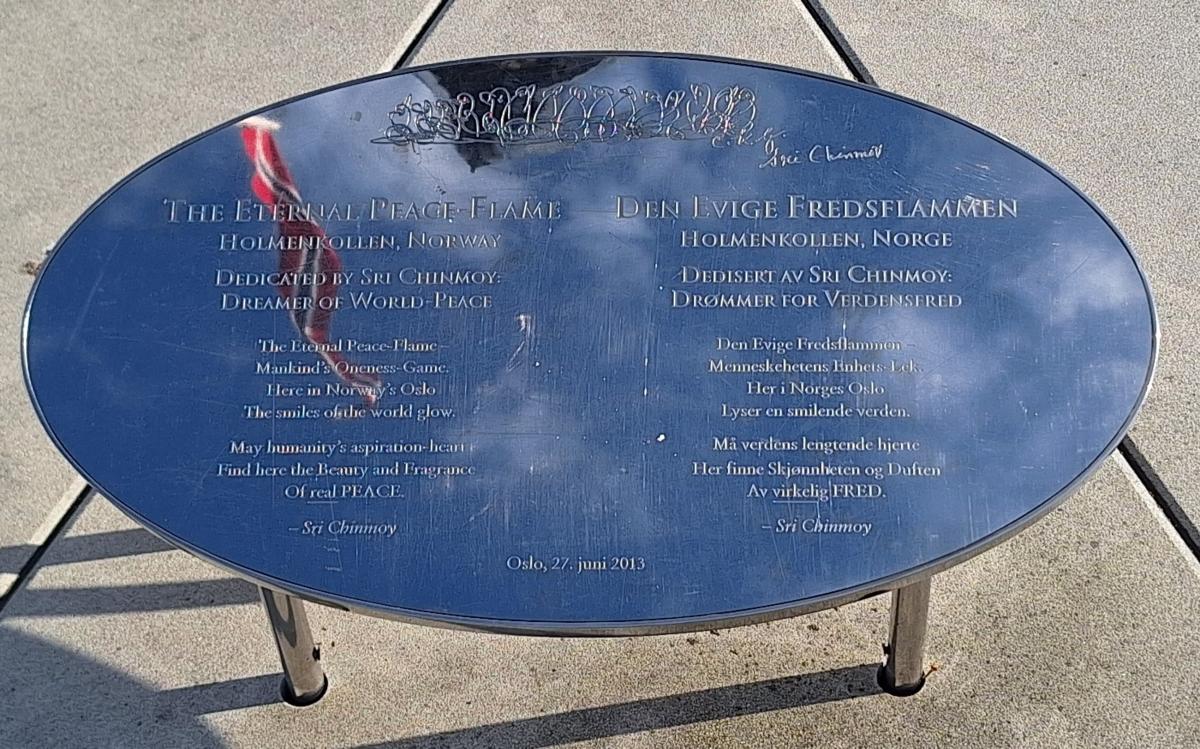 C.K.G.
Sri Chinmoy
THE ETERNAL PEACE-FLAME
HOLMENKOLLEN, NORWAY
DEDICATED BY SRI CHINMOY:
DREAMER OF WORLD-PEACE
The Eternal Peace-Flame –
Mankind's Oneness-Game.
Here in Norway's Oslo
The smiles of the world glow.
May humanity's aspiration-heart
Find here the Beauty and Fragrance
Of real PEACE.
– Sri Chinmoy
DEN EVIGE FREDSFLAMMEN
HOLMENKOLLEN, NORGE
DEDISERT AV SRI CHINMOY:
DRØMMER FOR VERDENSFRED
Den Evige Fredsflammen –
Menneskehetens Enhets-Lek.
Her i Norges Oslo
Lyser en smilende verden.
Må verdens lengtende hjerte
Her finne Skjønnheten og Duften
Av virkelig FRED.
– Sri Chinmoy
Oslo, 27. juni 2013